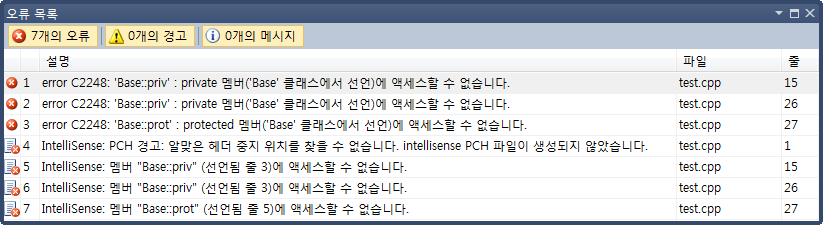 오류 목록
7개의 오류 0개의 경고 0개의 메시지
설명 파일 줄
1 error C2248: 'Base::priv' : private 멤버('Base' 클래스에서 선언)에 액세스할 수 없습니다. test.cpp 15
2 error C2248: 'Base::priv' : private 멤버('Base' 클래스에서 선언)에 액세스할 수 없습니다. test.cpp 26
3 error C2248: 'Base::prot' : protected 멤버('Base' 클래스에서 선언)에 액세스할 수 없습니다. test.cpp 27
4 IntelliSense: PCH 경고: 알맞은 헤더 중지 위치를 찾을 수 없습니다. intellisense PCH 파일이 생성되지 않았습니다. test.cpp 1
5 IntelliSense: 멤버 "Base::priv" (선언됨 줄 3)에 액세스할 수 없습니다. test.cpp 15
6 IntelliSense: 멤버 "Base::priv" (선언됨 줄 3)에 액세스할 수 없습니다. test.cpp 26
7 IntelliSense: 멤버 "Base::prot" (선언됨 줄 5)에 액세스할 수 없습니다. test.cpp 27